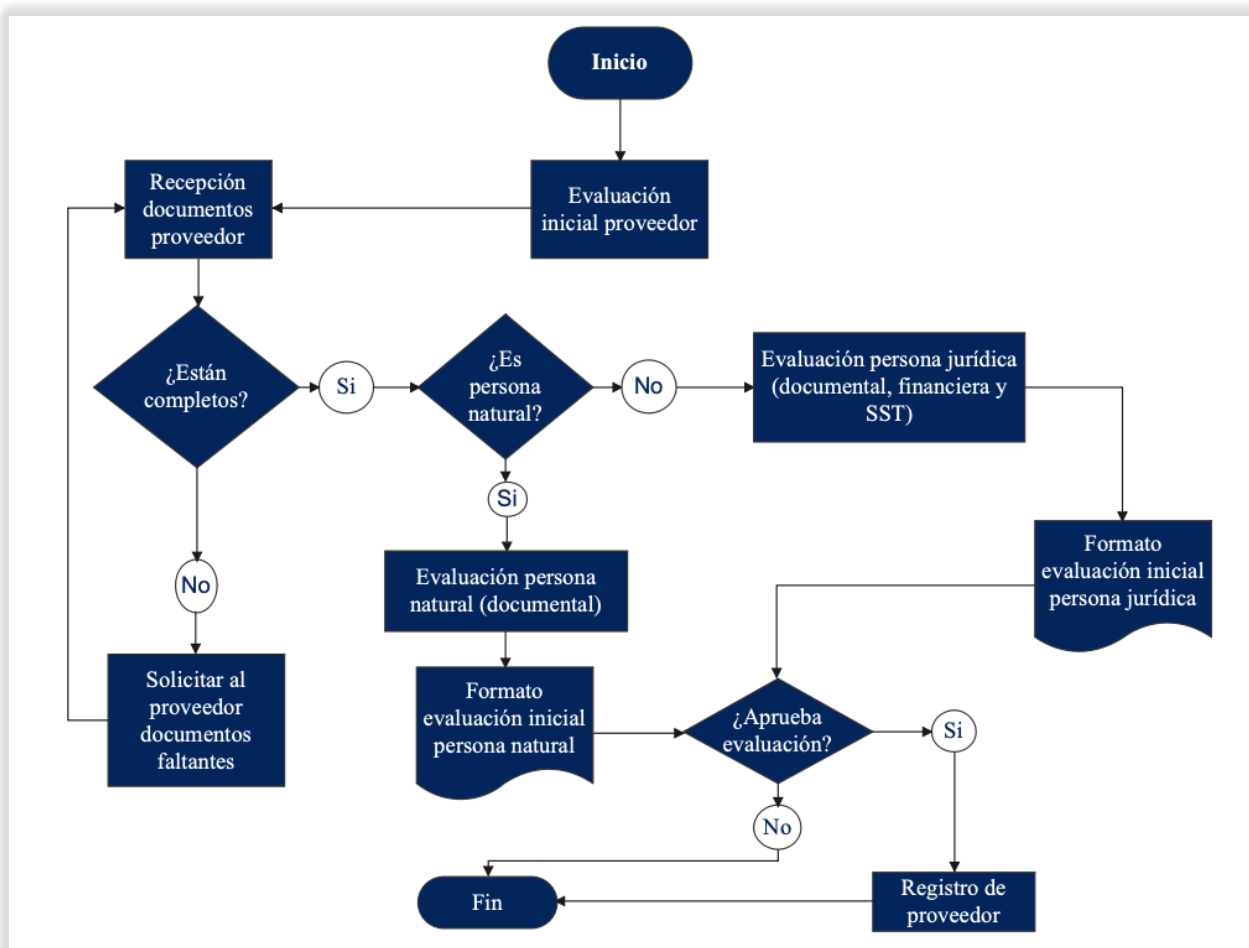 Inicio
Evaluación
inicial proveedor
Recepción
documentos
proveedor
¿Están
completos?
Si
¿Es
persona
natural?
No
Evaluación persona jurídica
(documental, financiera y
SST)
Si
No
Evaluación persona
natural (documental)
Formato
evaluación inicial
persona jurídica
Solicitar al
proveedor
documentos
faltantes
Formato
evaluación inicial
persona natural
¿Aprueba
evaluación?
Si
No
Registro de
proveedor
Fin